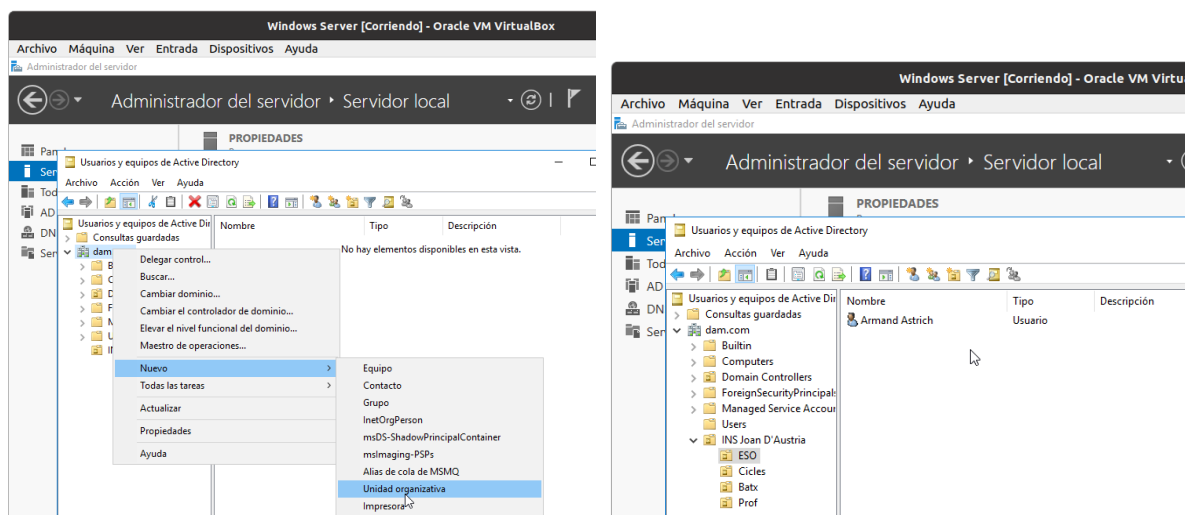 Windows Server [Corriendo] - Oracle VM VirtualBox
Archivo Máquina Ver Entrada Dispositivos Ayuda
Administrador del servidor
Administrador del servidor Servidor local
PROPIEDADES
Usuarios y equipos de Active Directory
Archivo Acción Ver Ayuda
Usuarios y equipos de Active Dir
Nombre Tipo Descripción
Consultas guardadas
No hay elementos disponibles en esta vista.
dam
Delegar control...
Buscar...
Cambiar dominio...
Cambiar el controlador de dominio...
Elevar el nivel funcional del dominio...
Maestro de operaciones...
Nuevo
Todas las tareas
Actualizar
Propiedades
Ayuda
Equipo
Contacto
Grupo
InetOrgPerson
msDS-ShadowPrincipalContainer
msImaging-PSPs
Alias de cola de MSMQ
Unidad organizativa
Impresora
Windows Server [Corriendo] - Oracle VM Virtua
Archivo Máquina Ver Entrada Dispositivos Ayuda
Administrador del servidor
Administrador del servidor Servidor local
PROPIEDADES
Usuarios y equipos de Active Directory
Archivo Acción Ver Ayuda
Usuarios y equipos de Active Dir
Nombre Tipo Descripción
Consultas guardadas
Armand Astrich Usuario
dam.com
Builtin
Computers
Domain Controllers
ForeignSecurityPrincipals
Managed Service Accour
Users
INS Joan D'Austria
ESO
Cicles
Batx
Prof